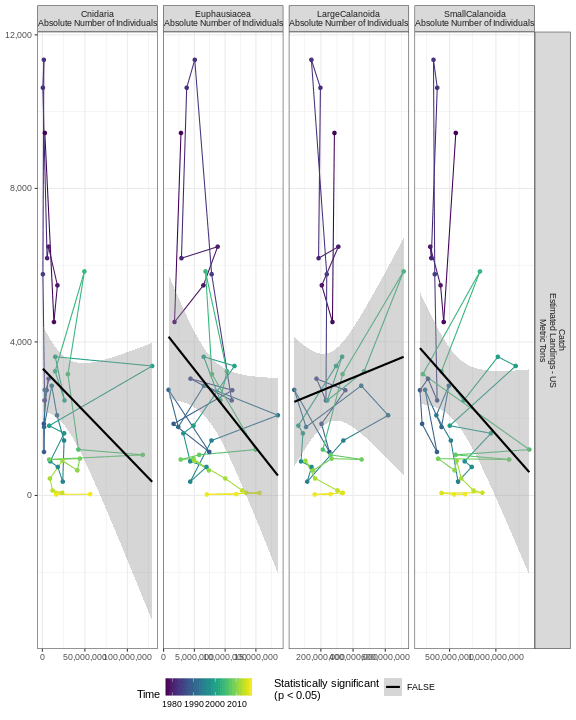 Cnidaria
Absolute Number of Individuals
Euphausiacea
Absolute Number of Individuals
LargeCalanoida
Absolute Number of Individuals
SmallCalanoida
Absolute Number of Individuals
12,000
8,000
4,000
0
Catch
Estimated Landings - US
Metric Tons
0 50,000,000 100,000,000
0 5,000,000 10,000,000 15,000,000
200,000,000 400,000,000 600,000,000
500,000,000 1,000,000,000
Time
1980 1990 2000 2010
Statistically significant
(p < 0.05)
FALSE